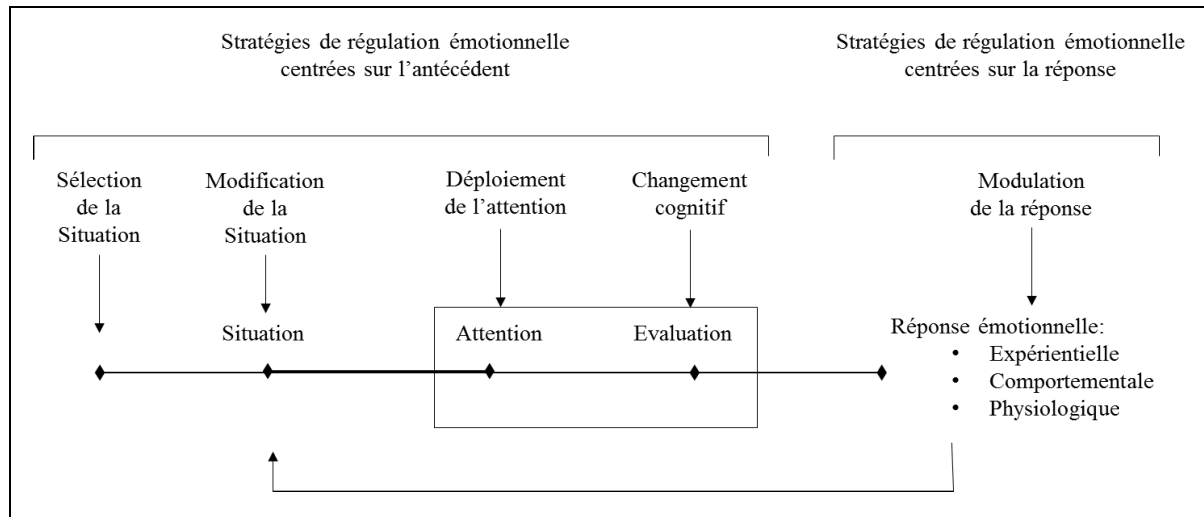 Stratégies de régulation émotionnelle
centrées sur l’antécédent
Stratégies de régulation émotionnelle
centrées sur la réponse
Sélection
de la
Situation
Modification
de la
Situation
Déploiement
de l’attention
Changement
cognitif
Modulation
de la réponse
Situation
Attention
Evaluation
Réponse émotionnelle:
• Expérientielle
• Comportementale
• Physiologique